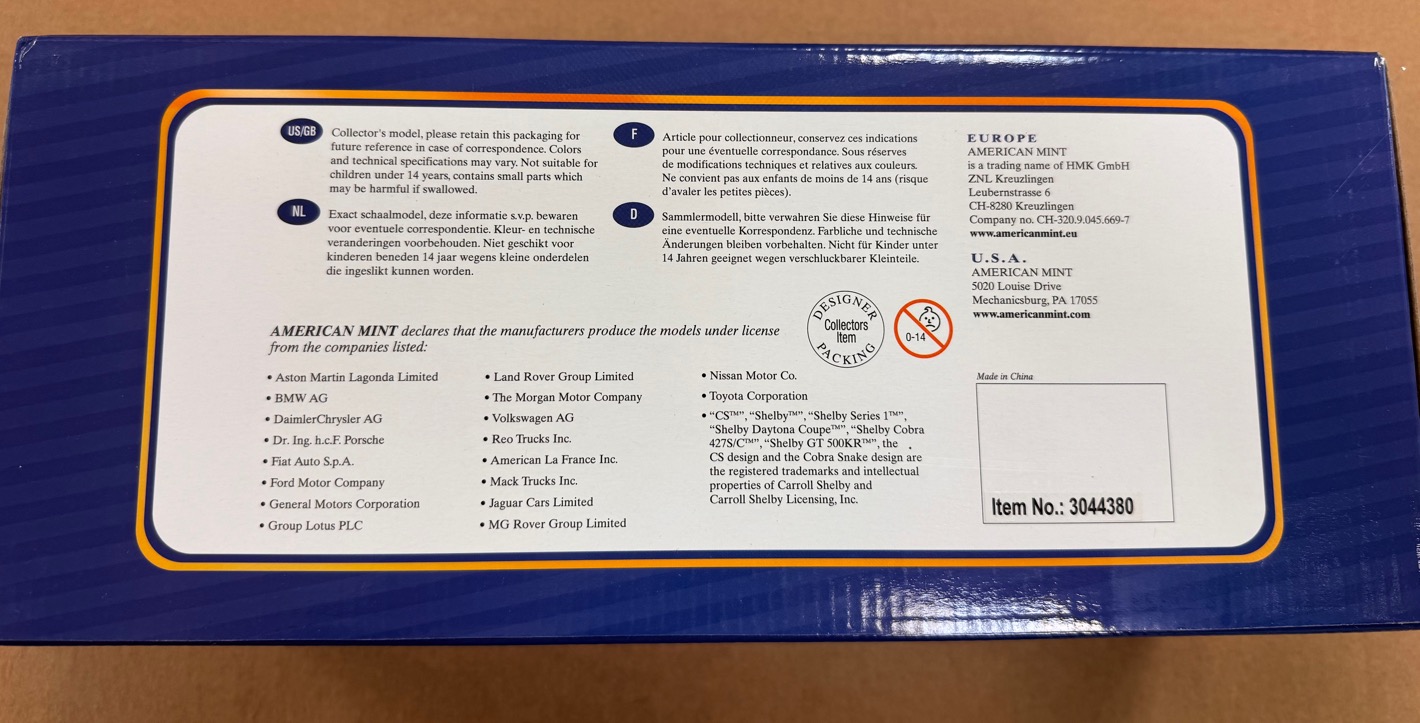 US/GB
Collector's model, please retain this packaging for
future reference in case of correspondence. Colors
and technical specifications may vary. Not suitable for
children under 14 years, contains small parts which
may be harmful if swallowed.
NL
Exact schaalmodel, deze informatie s.v.p. bewaren
voor eventuele correspondentie. Kleur- en technische
veranderingen voorbehouden. Niet geschikt voor
kinderen beneden 14 jaar wegens kleine onderdelen
die ingeslikt kunnen worden.
F
Article pour collectionneur, conservez ces indications
pour une éventuelle correspondance. Sous réserves
de modifications techniques et relatives aux couleurs.
Ne convient pas aux enfants de moins de 14 ans (risque
d'avaler les petites pièces).
D
Sammlermodell, bitte verwahren Sie diese Hinweise für
eine eventuelle Korrespondenz. Farbliche und technische
Änderungen bleiben vorbehalten. Nicht für Kinder unter
14 Jahren geeignet wegen verschluckbarer Kleinteile.
EUROPE
AMERICAN MINT
is a trading name of HMK GmbH
ZNL Kreuzlingen
Leubernstrasse 6
CH-8280 Kreuzlingen
Company no. CH-320.9.045.669-7
www.americanmint.eu
U.S.A.
AMERICAN MINT
5020 Louise Drive
Mechanicsburg, PA 17055
www.americanmint.com
DESIGNER
Collectors
Item
PACKING
0-14
AMERICAN MINT declares that the manufacturers produce the models under license
from the companies listed:
• Aston Martin Lagonda Limited
• BMW AG
• DaimlerChrysler AG
• Dr. Ing. h.c.F. Porsche
• Fiat Auto S.p.A.
• Ford Motor Company
• General Motors Corporation
• Group Lotus PLC
• Land Rover Group Limited
• The Morgan Motor Company
• Volkswagen AG
• Reo Trucks Inc.
• American La France Inc.
• Mack Trucks Inc.
• Jaguar Cars Limited
• MG Rover Group Limited
• Nissan Motor Co.
• Toyota Corporation
• "CS™", "Shelby™", "Shelby Series 1™",
"Shelby Daytona Coupe™", "Shelby Cobra
427S/C™", "Shelby GT 500KR™", the
CS design and the Cobra Snake design are
the registered trademarks and intellectual
properties of Carroll Shelby and
Carroll Shelby Licensing, Inc.
Made in China
Item No.: 3044380